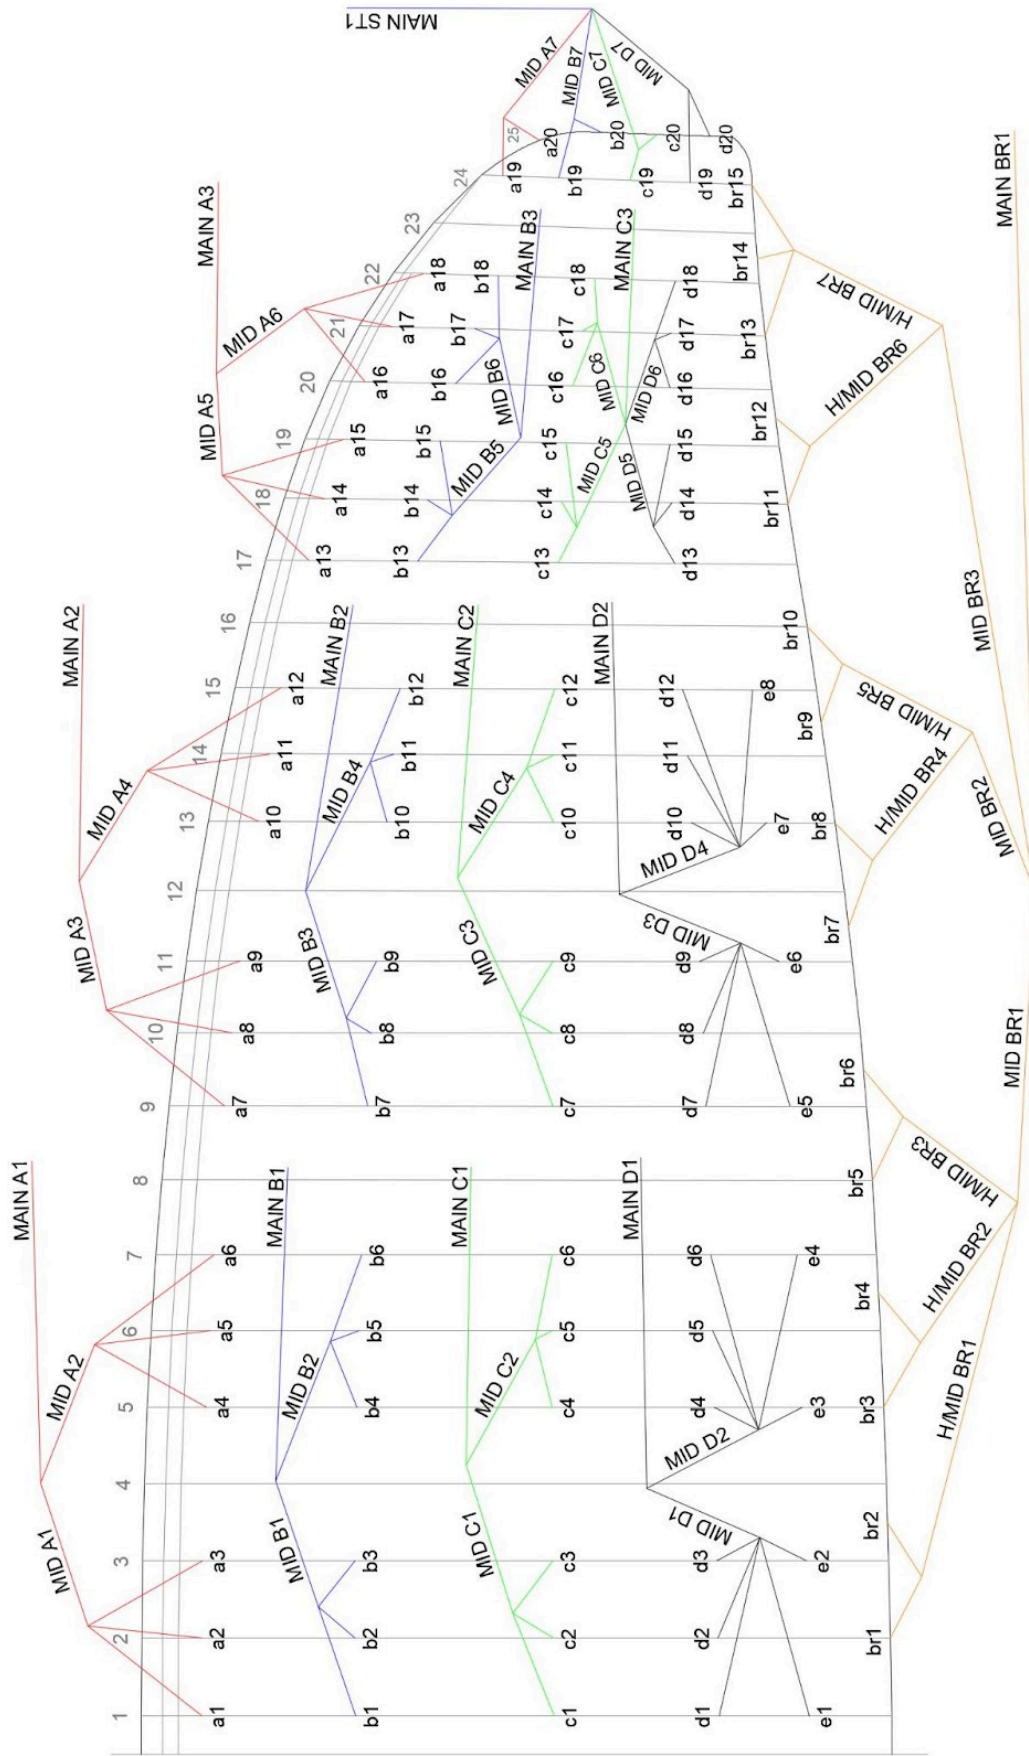 MAIN ST1
MID A7
MID B7
MID C7
MID D7
25
a20
b20
c20
d20
24
a19
b19
c19
d19
br15
MAIN A3
MAIN B3
MAIN C3
MAIN BR1
23
br14
22
a18
b18
c18
d18
MID A6
21
a17
b17
c17
d17
br13
H/MID BR7
20
a16
b16
MID B6
c16
MID C6
d16
MID D6
br12
H/MID BR6
MID A5
19
a15
b15
c15
d15
MID B5
MID C5
MID D5
18
a14
b14
c14
d14
br11
17
a13
b13
c13
d13
MAIN A2
MAIN B2
MAIN C2
MAIN D2
16
br10
MID BR3
15
a12
b12
c12
d12
e8
br9
H/MID BR5
14
a11
b11
c11
d11
MID A4
MID B4
MID C4
H/MID BR4
MID BR2
13
a10
b10
c10
d10
e7
br8
MID D4
12
MID A3
MID B3
MID C3
MID D3
br7
11
a9
b9
c9
d9
e6
10
a8
b8
c8
d8
br6
MID BR1
9
a7
b7
c7
d7
e5
MAIN A1
MAIN B1
MAIN C1
MAIN D1
8
br5
H/MID BR3
7
a6
b6
c6
d6
e4
br4
H/MID BR2
6
a5
b5
c5
d5
MID A2
MID B2
MID C2
5
a4
b4
c4
d4
e3
br3
H/MID BR1
MID D2
4
MID A1
MID B1
MID C1
MID D1
br2
3
a3
b3
c3
d3
e2
2
a2
b2
c2
d2
br1
1
a1
b1
c1
d1
e1